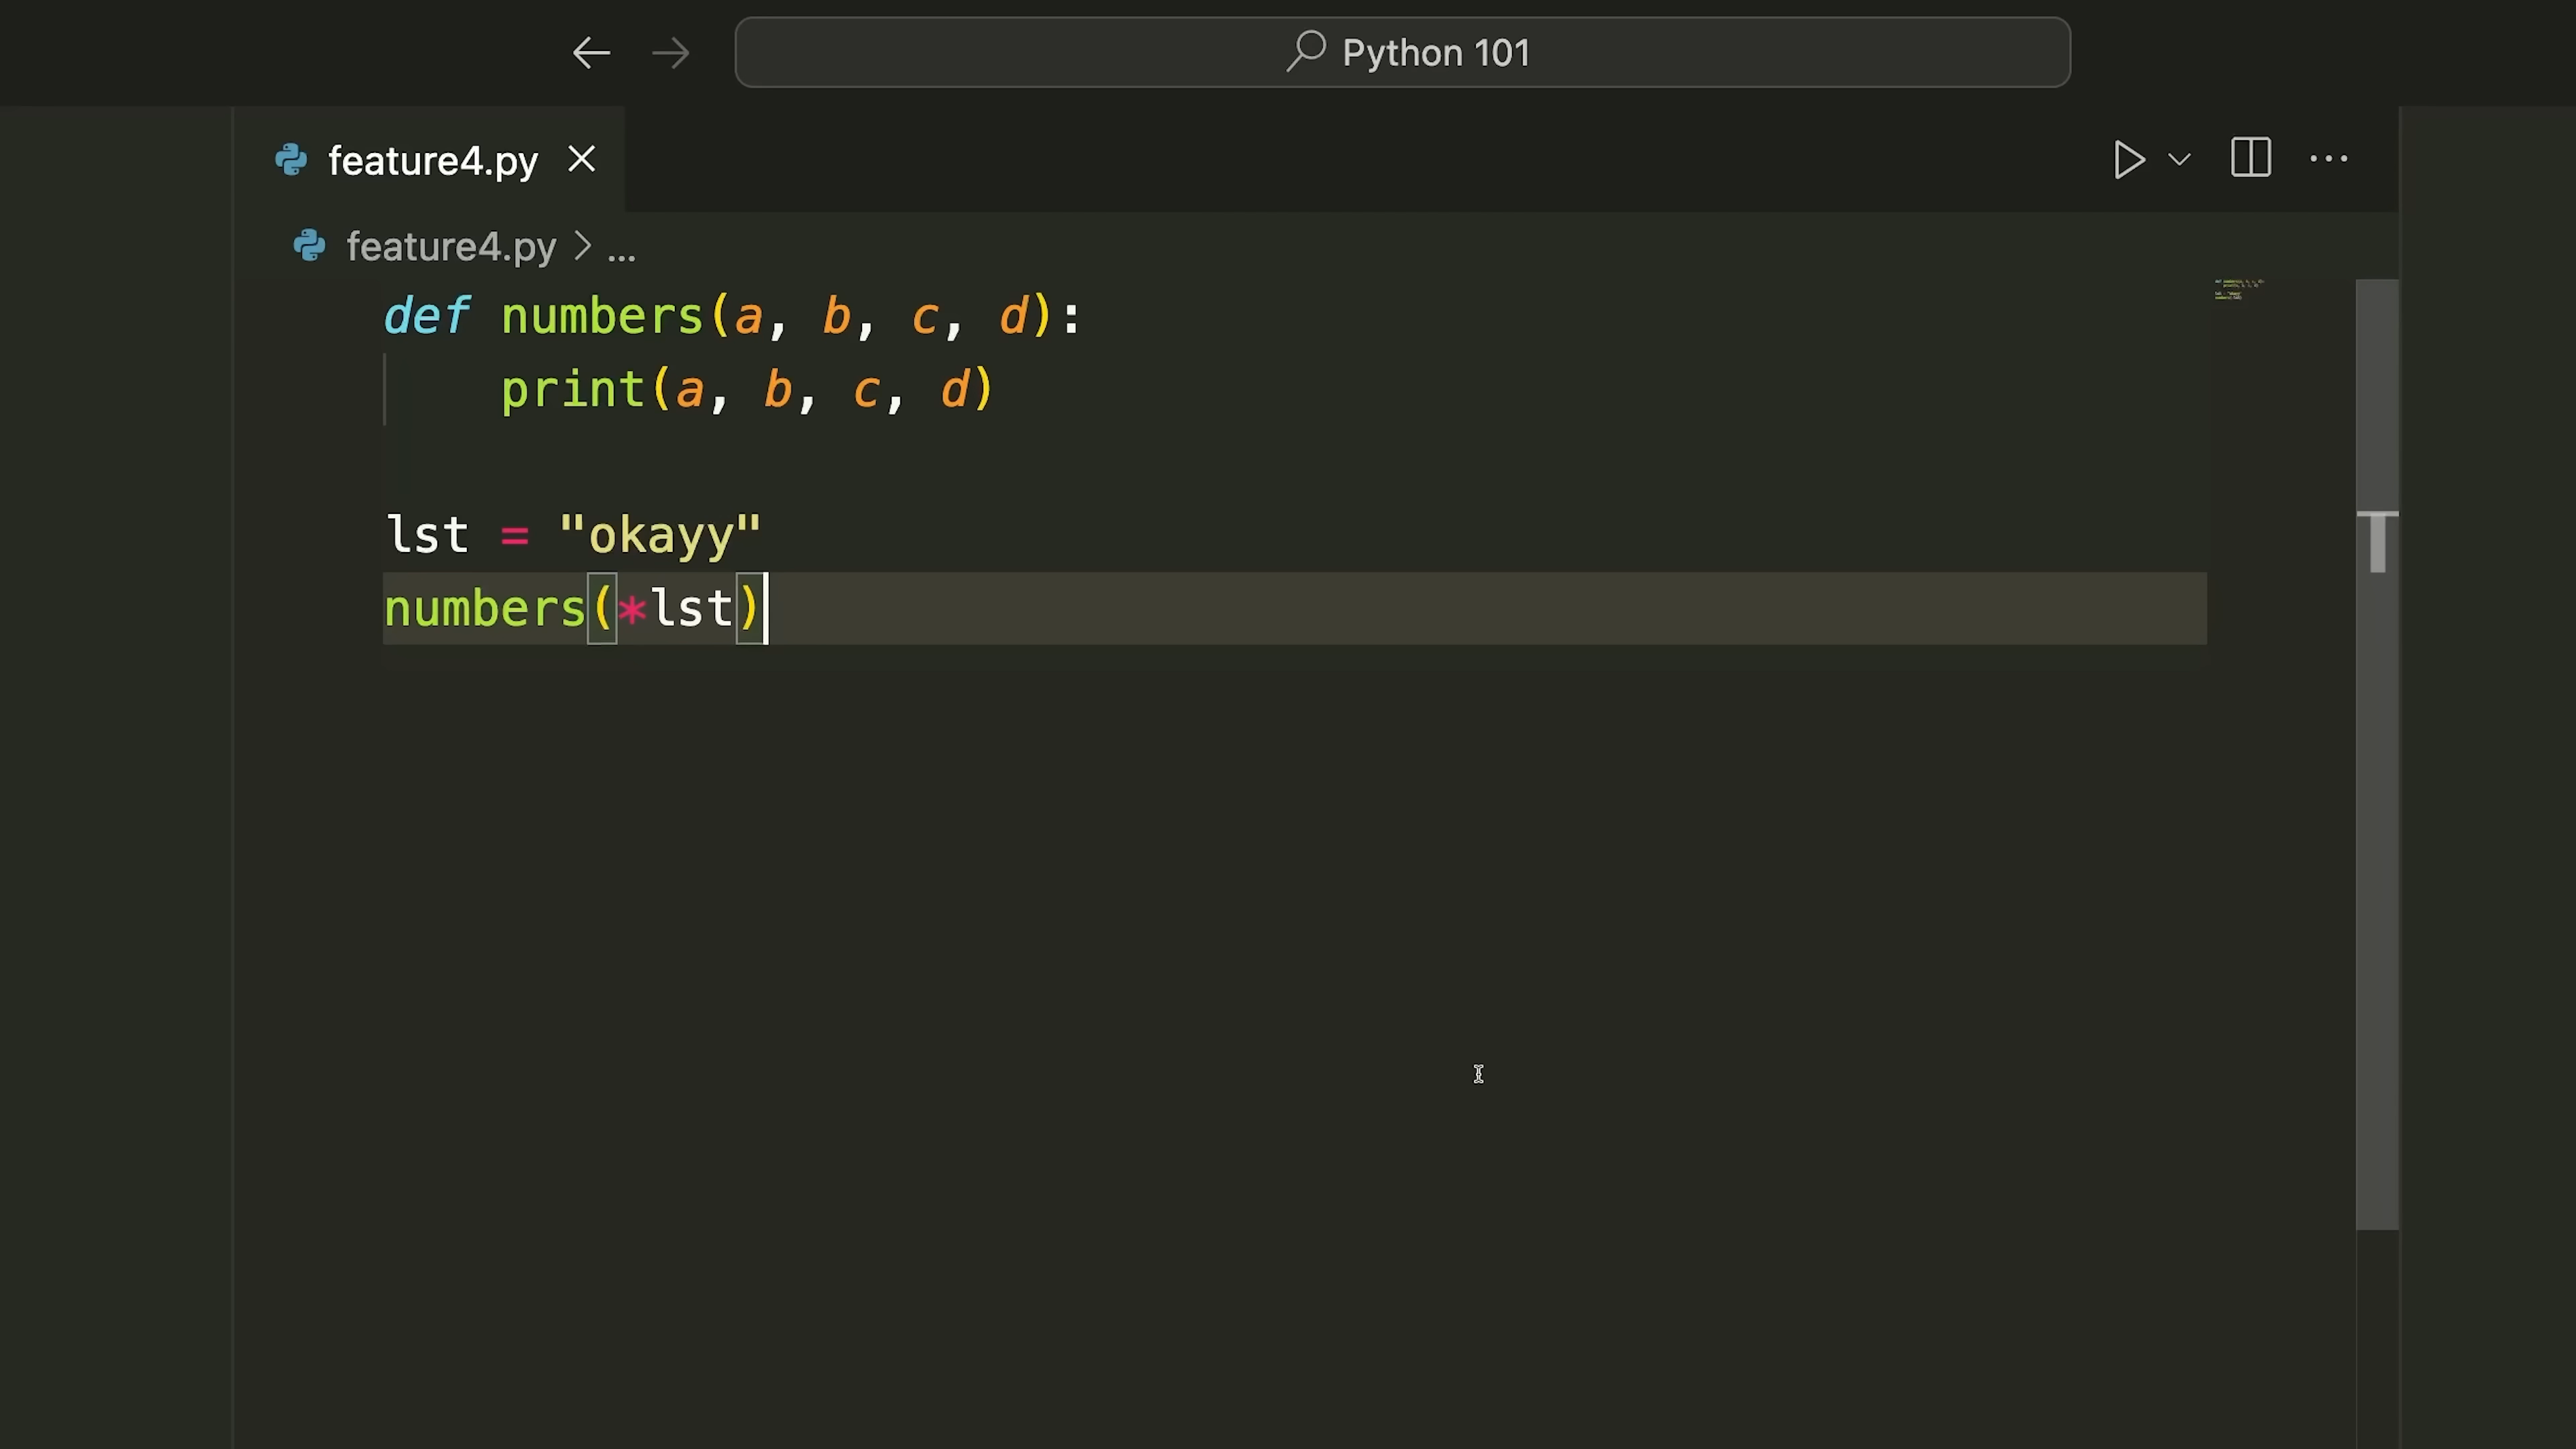 Python 101
feature4.py
feature4.py > ...
def numbers(a, b, c, d):
    print(a, b, c, d)
lst = "okayy"
numbers(*lst)